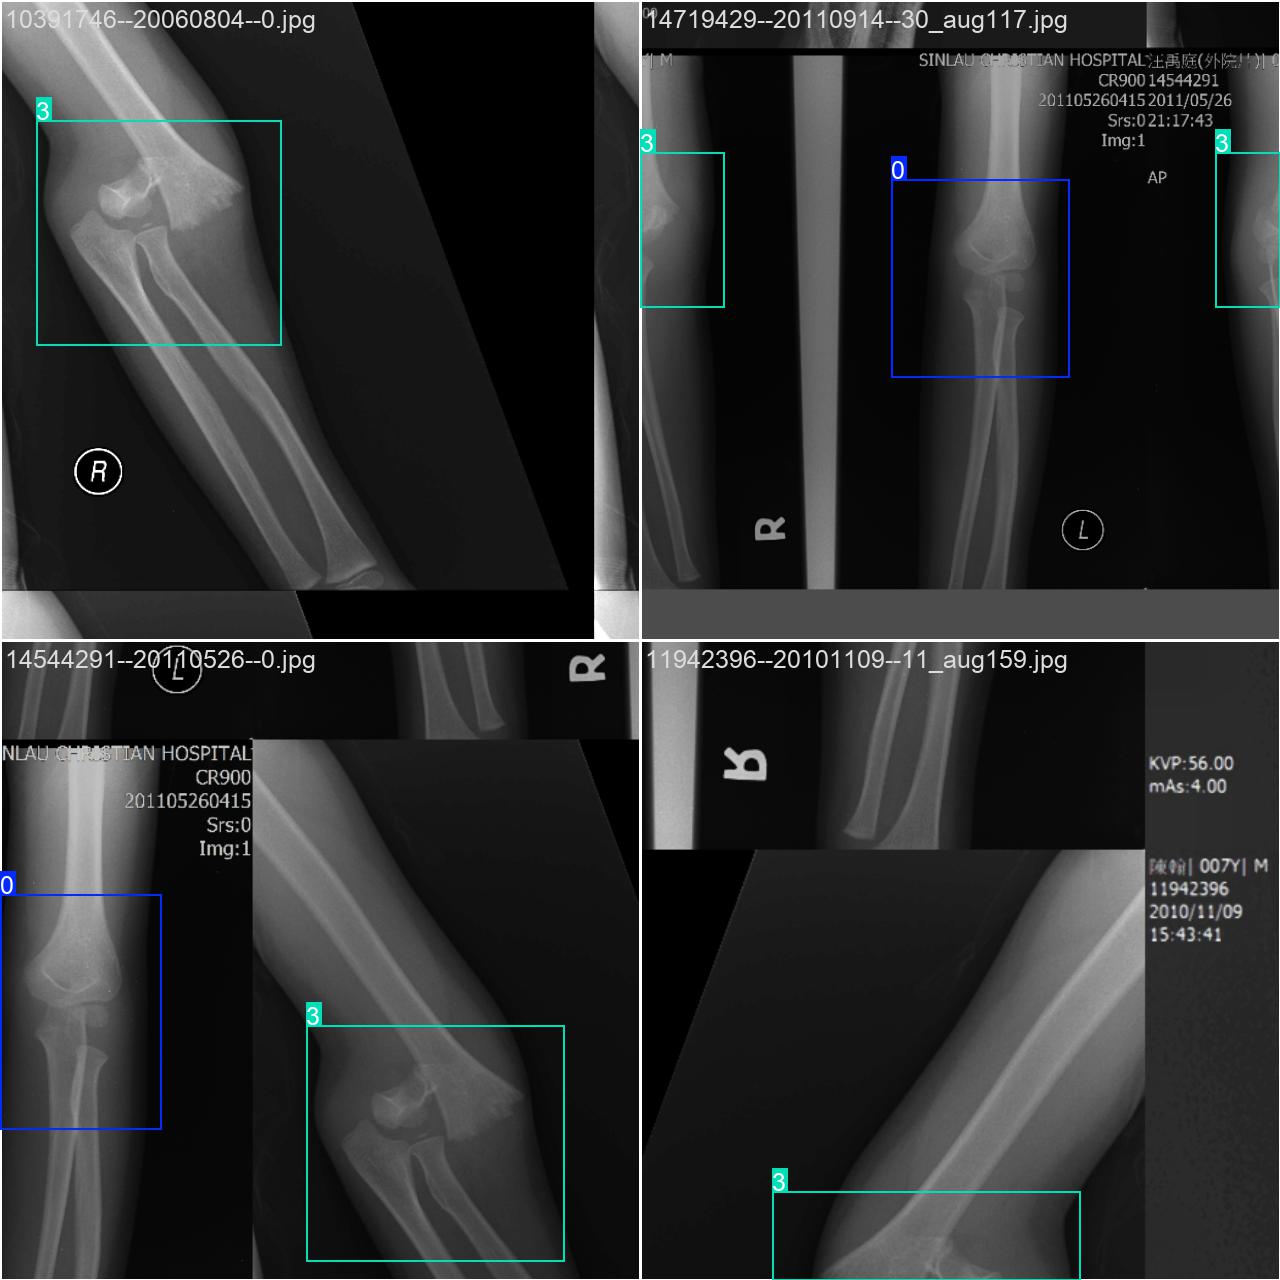 10391746--20060804--0.jpg
3
R
14719429--20110914--30_aug117.jpg
| M
SINLAU CHRISTIAN HOSPITAL
CR900 14544291
201105260415 2011/05/26
Srs:0 21:17:43
Img:1
3
3
0
AP
R
L
14544291--20110526--0.jpg
L
R
NLAU CHRISTIAN HOSPITAL
CR900
201105260415
Srs:0
Img:1
0
3
11942396--20101109--11_aug159.jpg
R
KVP:56.00
mAs:4.00
007Y| M
11942396
2010/11/09
15:43:41
3